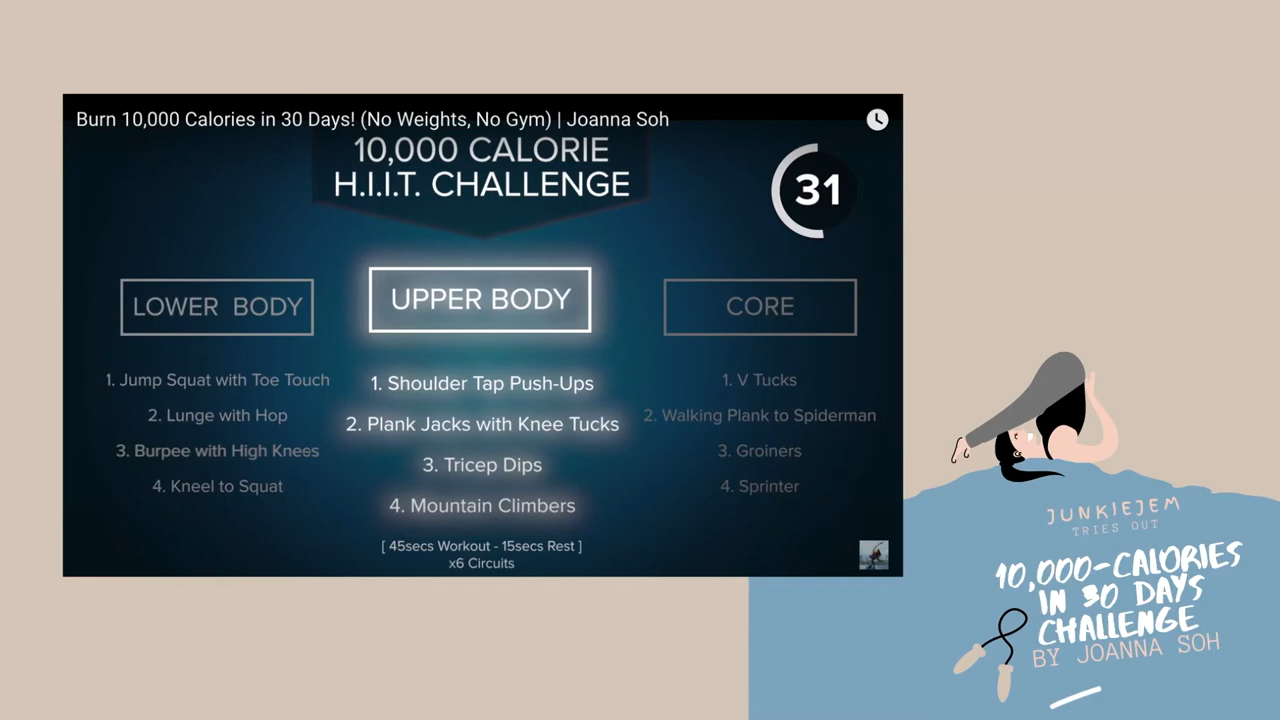 Burn 10,000 Calories in 30 Days! (No Weights, No Gym) | Joanna Soh
10,000 CALORIE
H.I.I.T. CHALLENGE
31
LOWER BODY
1. Jump Squat with Toe Touch
2. Lunge with Hop
3. Burpee with High Knees
4. Kneel to Squat
UPPER BODY
1. Shoulder Tap Push-Ups
2. Plank Jacks with Knee Tucks
3. Tricep Dips
4. Mountain Climbers
[ 45secs Workout - 15secs Rest ]
x6 Circuits
CORE
1. V Tucks
2. Walking Plank to Spiderman
3. Groiners
4. Sprinter
JUNKIEJEM
TRIES OUT
10,000-CALORIES
IN 30 DAYS
CHALLENGE
BY JOANNA SOH